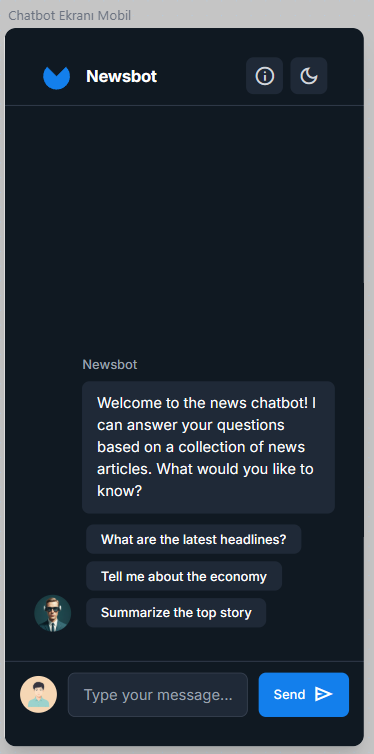 Chatbot Ekranı Mobil
Newsbot
Newsbot
Welcome to the news chatbot! I
can answer your questions
based on a collection of news
articles. What would you like to
know?
What are the latest headlines?
Tell me about the economy
Summarize the top story
Type your message...
Send